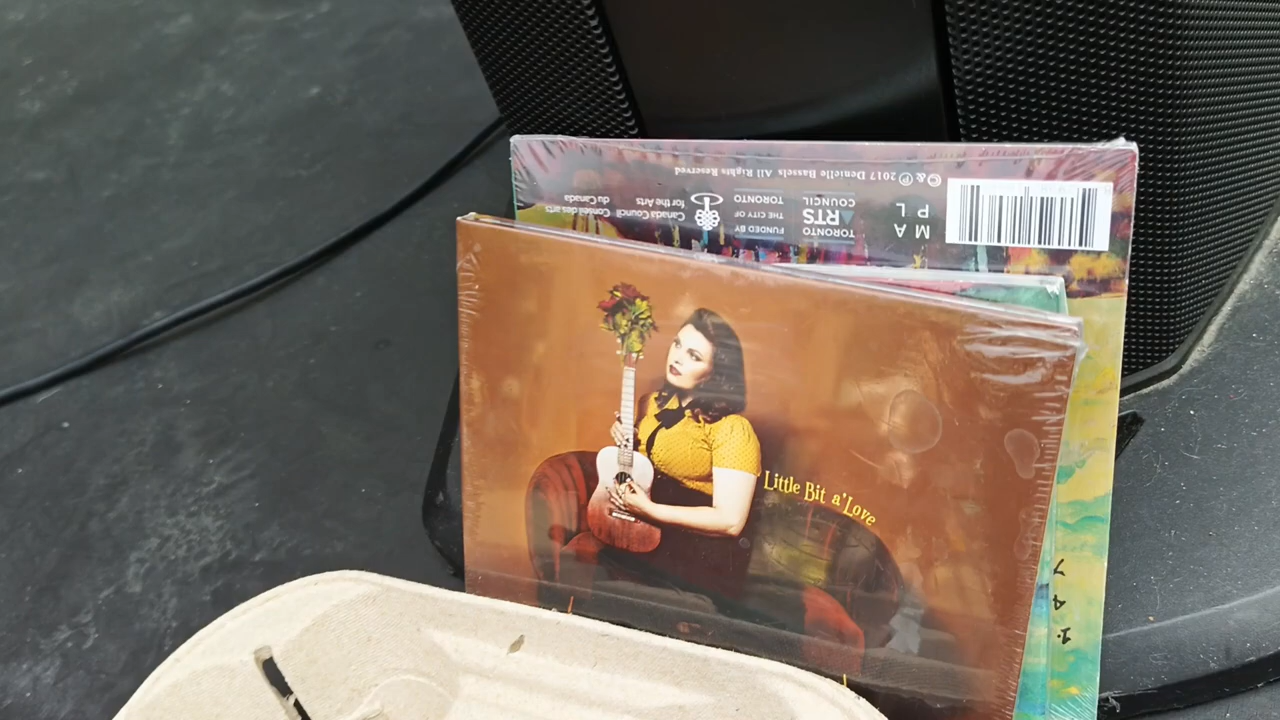 © & ℗ 2017 Denielle Bassels All Rights Reserved
M A
P L
TORONTO
ARTS
COUNCIL
FUNDED BY
THE CITY OF
TORONTO
Canada Council
for the Arts
Conseil des arts
du Canada
Little Bit a' Love